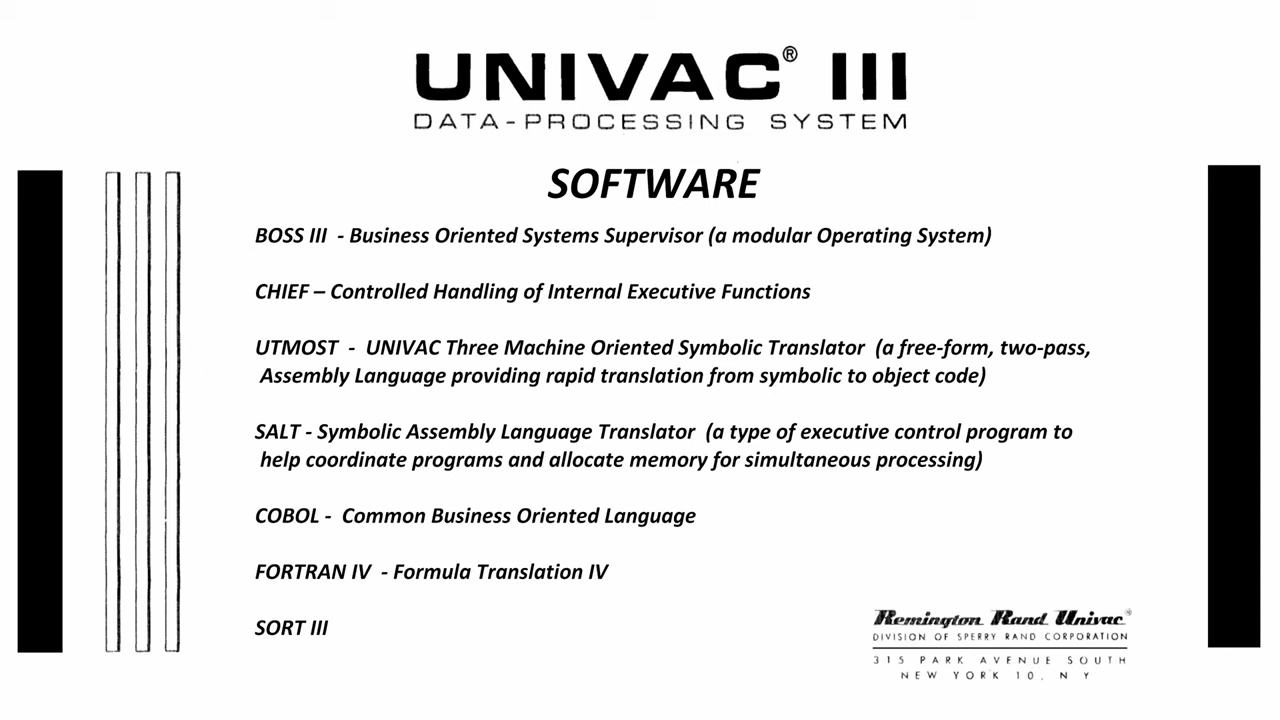 UNIVAC® III
DATA-PROCESSING SYSTEM
SOFTWARE
BOSS III - Business Oriented Systems Supervisor (a modular Operating System)
CHIEF – Controlled Handling of Internal Executive Functions
UTMOST - UNIVAC Three Machine Oriented Symbolic Translator (a free-form, two-pass,
Assembly Language providing rapid translation from symbolic to object code)
SALT - Symbolic Assembly Language Translator (a type of executive control program to
help coordinate programs and allocate memory for simultaneous processing)
COBOL - Common Business Oriented Language
FORTRAN IV - Formula Translation IV
SORT III
Remington Rand Univac®
DIVISION OF SPERRY RAND CORPORATION
315 PARK AVENUE SOUTH
NEW YORK 10, N Y